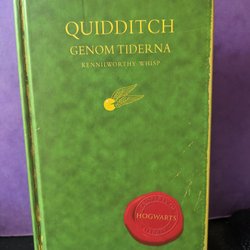 QUIDDITCH
GENOM TIDERNA
KENNILWORTHY WHISP
HOGWARTS